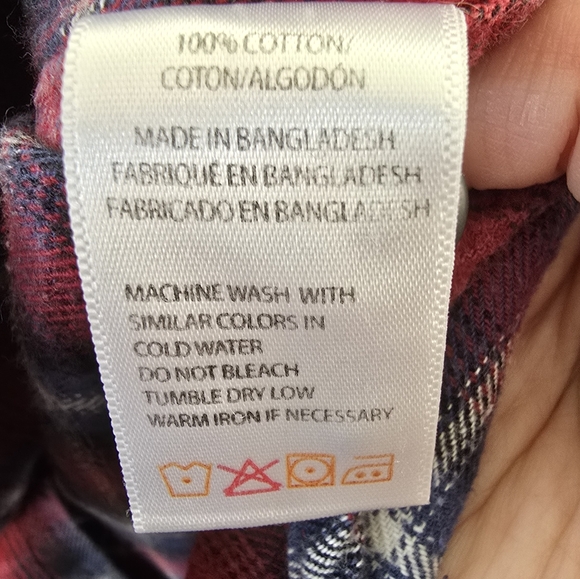 100% COTTON/
COTON/ALGODÓN
MADE IN BANGLADESH
FABRIQUÉ EN BANGLADESH
FABRICADO EN BANGLADESH
MACHINE WASH WITH
SIMILAR COLORS IN
COLD WATER
DO NOT BLEACH
TUMBLE DRY LOW
WARM IRON IF NECESSARY